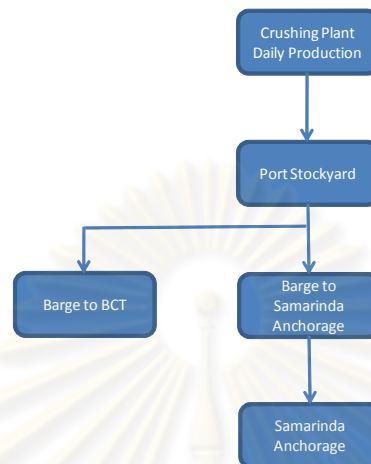 Crushing Plant
Daily Production
Port Stockyard
Barge to BCT
Barge to
Samarinda
Anchorage
Samarinda
Anchorage